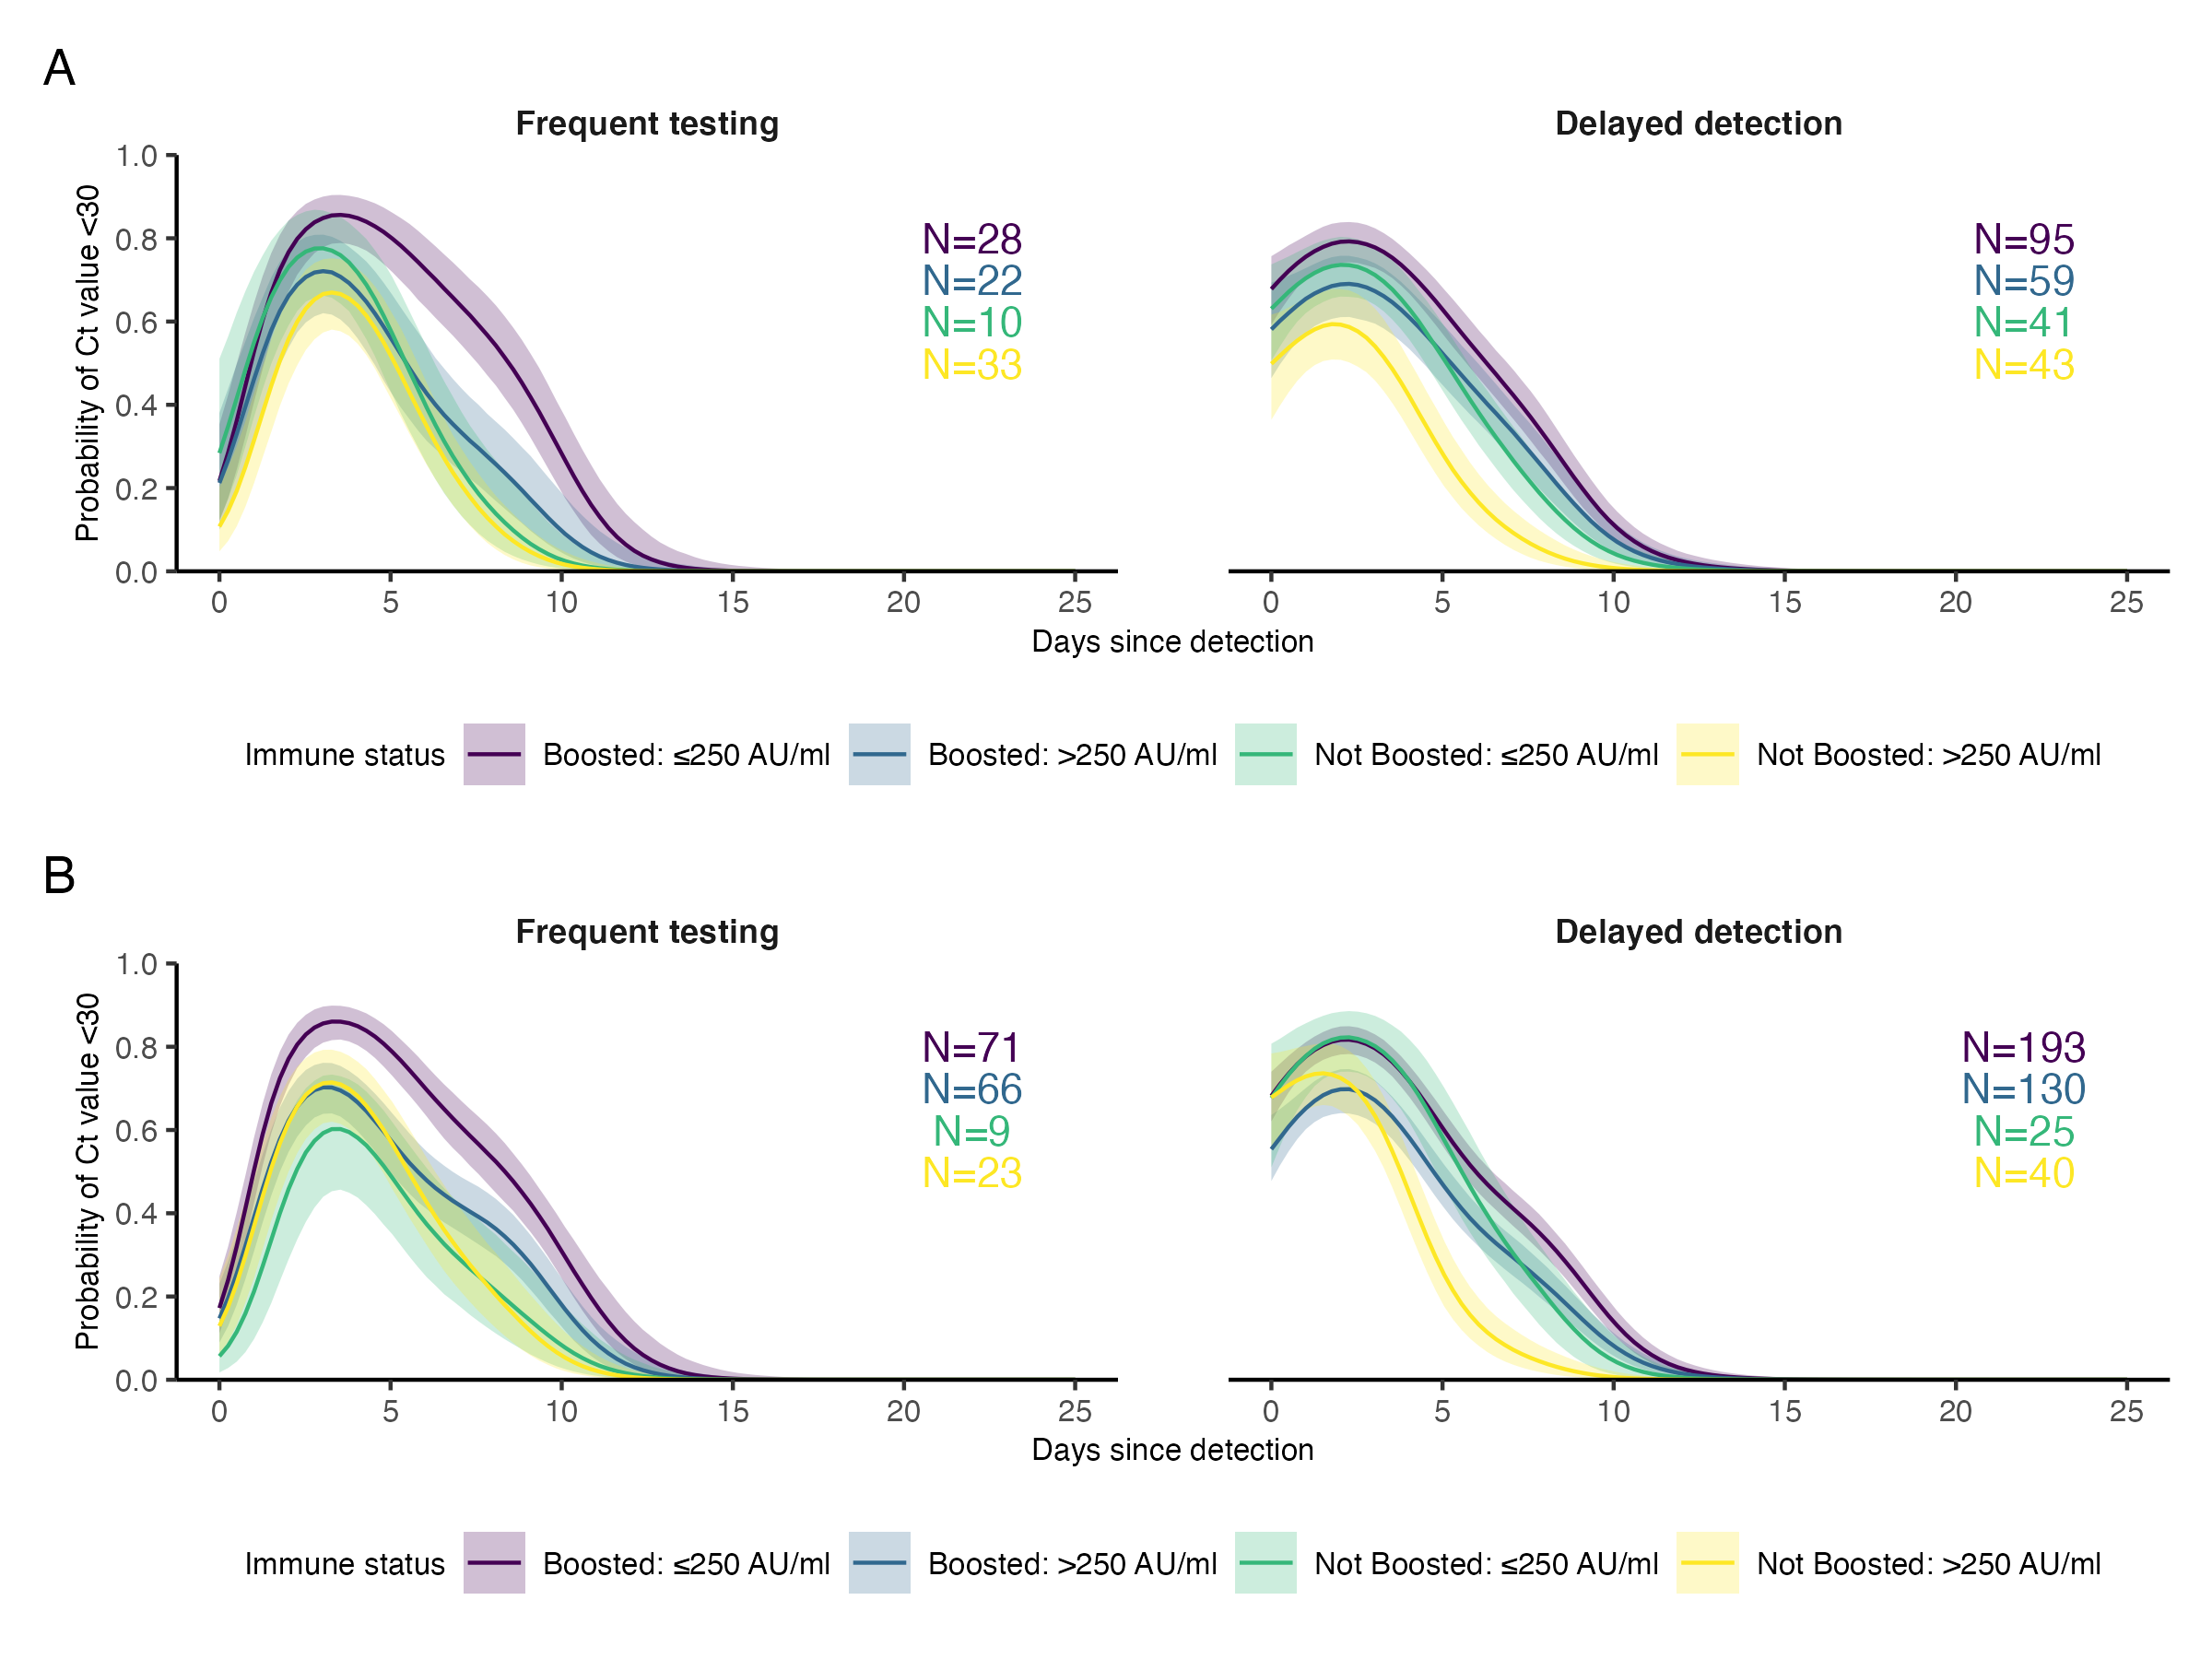 A
Frequent testing
Delayed detection
Probability of Ct value <30
1.0
0.8
0.6
0.4
0.2
0.0
N=28
N=22
N=10
N=33
N=95
N=59
N=41
N=43
0 5 10 15 20 25
0 5 10 15 20 25
Days since detection
Immune status Boosted: ≤250 AU/ml Boosted: >250 AU/ml Not Boosted: ≤250 AU/ml Not Boosted: >250 AU/ml
B
Frequent testing
Delayed detection
Probability of Ct value <30
1.0
0.8
0.6
0.4
0.2
0.0
N=71
N=66
N=9
N=23
N=193
N=130
N=25
N=40
0 5 10 15 20 25
0 5 10 15 20 25
Days since detection
Immune status Boosted: ≤250 AU/ml Boosted: >250 AU/ml Not Boosted: ≤250 AU/ml Not Boosted: >250 AU/ml